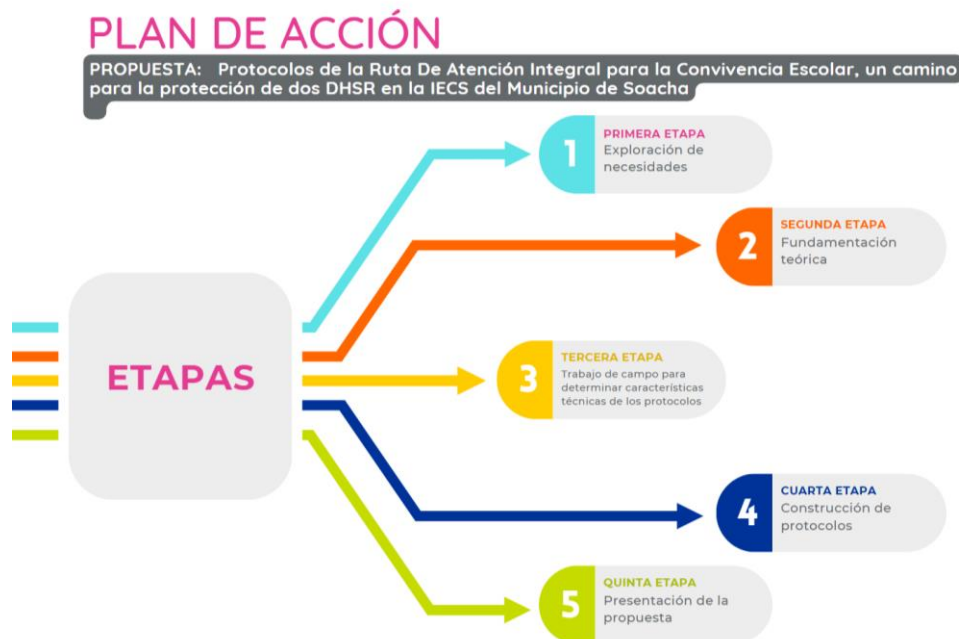 PLAN DE ACCIÓN
PROPUESTA: Protocolos de la Ruta De Atención Integral para la Convivencia Escolar, un camino
para la protección de dos DHSR en la IECS del Municipio de Soacha
1
PRIMERA ETAPA
Exploración de
necesidades
2
SEGUNDA ETAPA
Fundamentación
teórica
ETAPAS
3
TERCERA ETAPA
Trabajo de campo para
determinar características
técnicas de los protocolos
4
CUARTA ETAPA
Construcción de
protocolos
5
QUINTA ETAPA
Presentación de la
propuesta